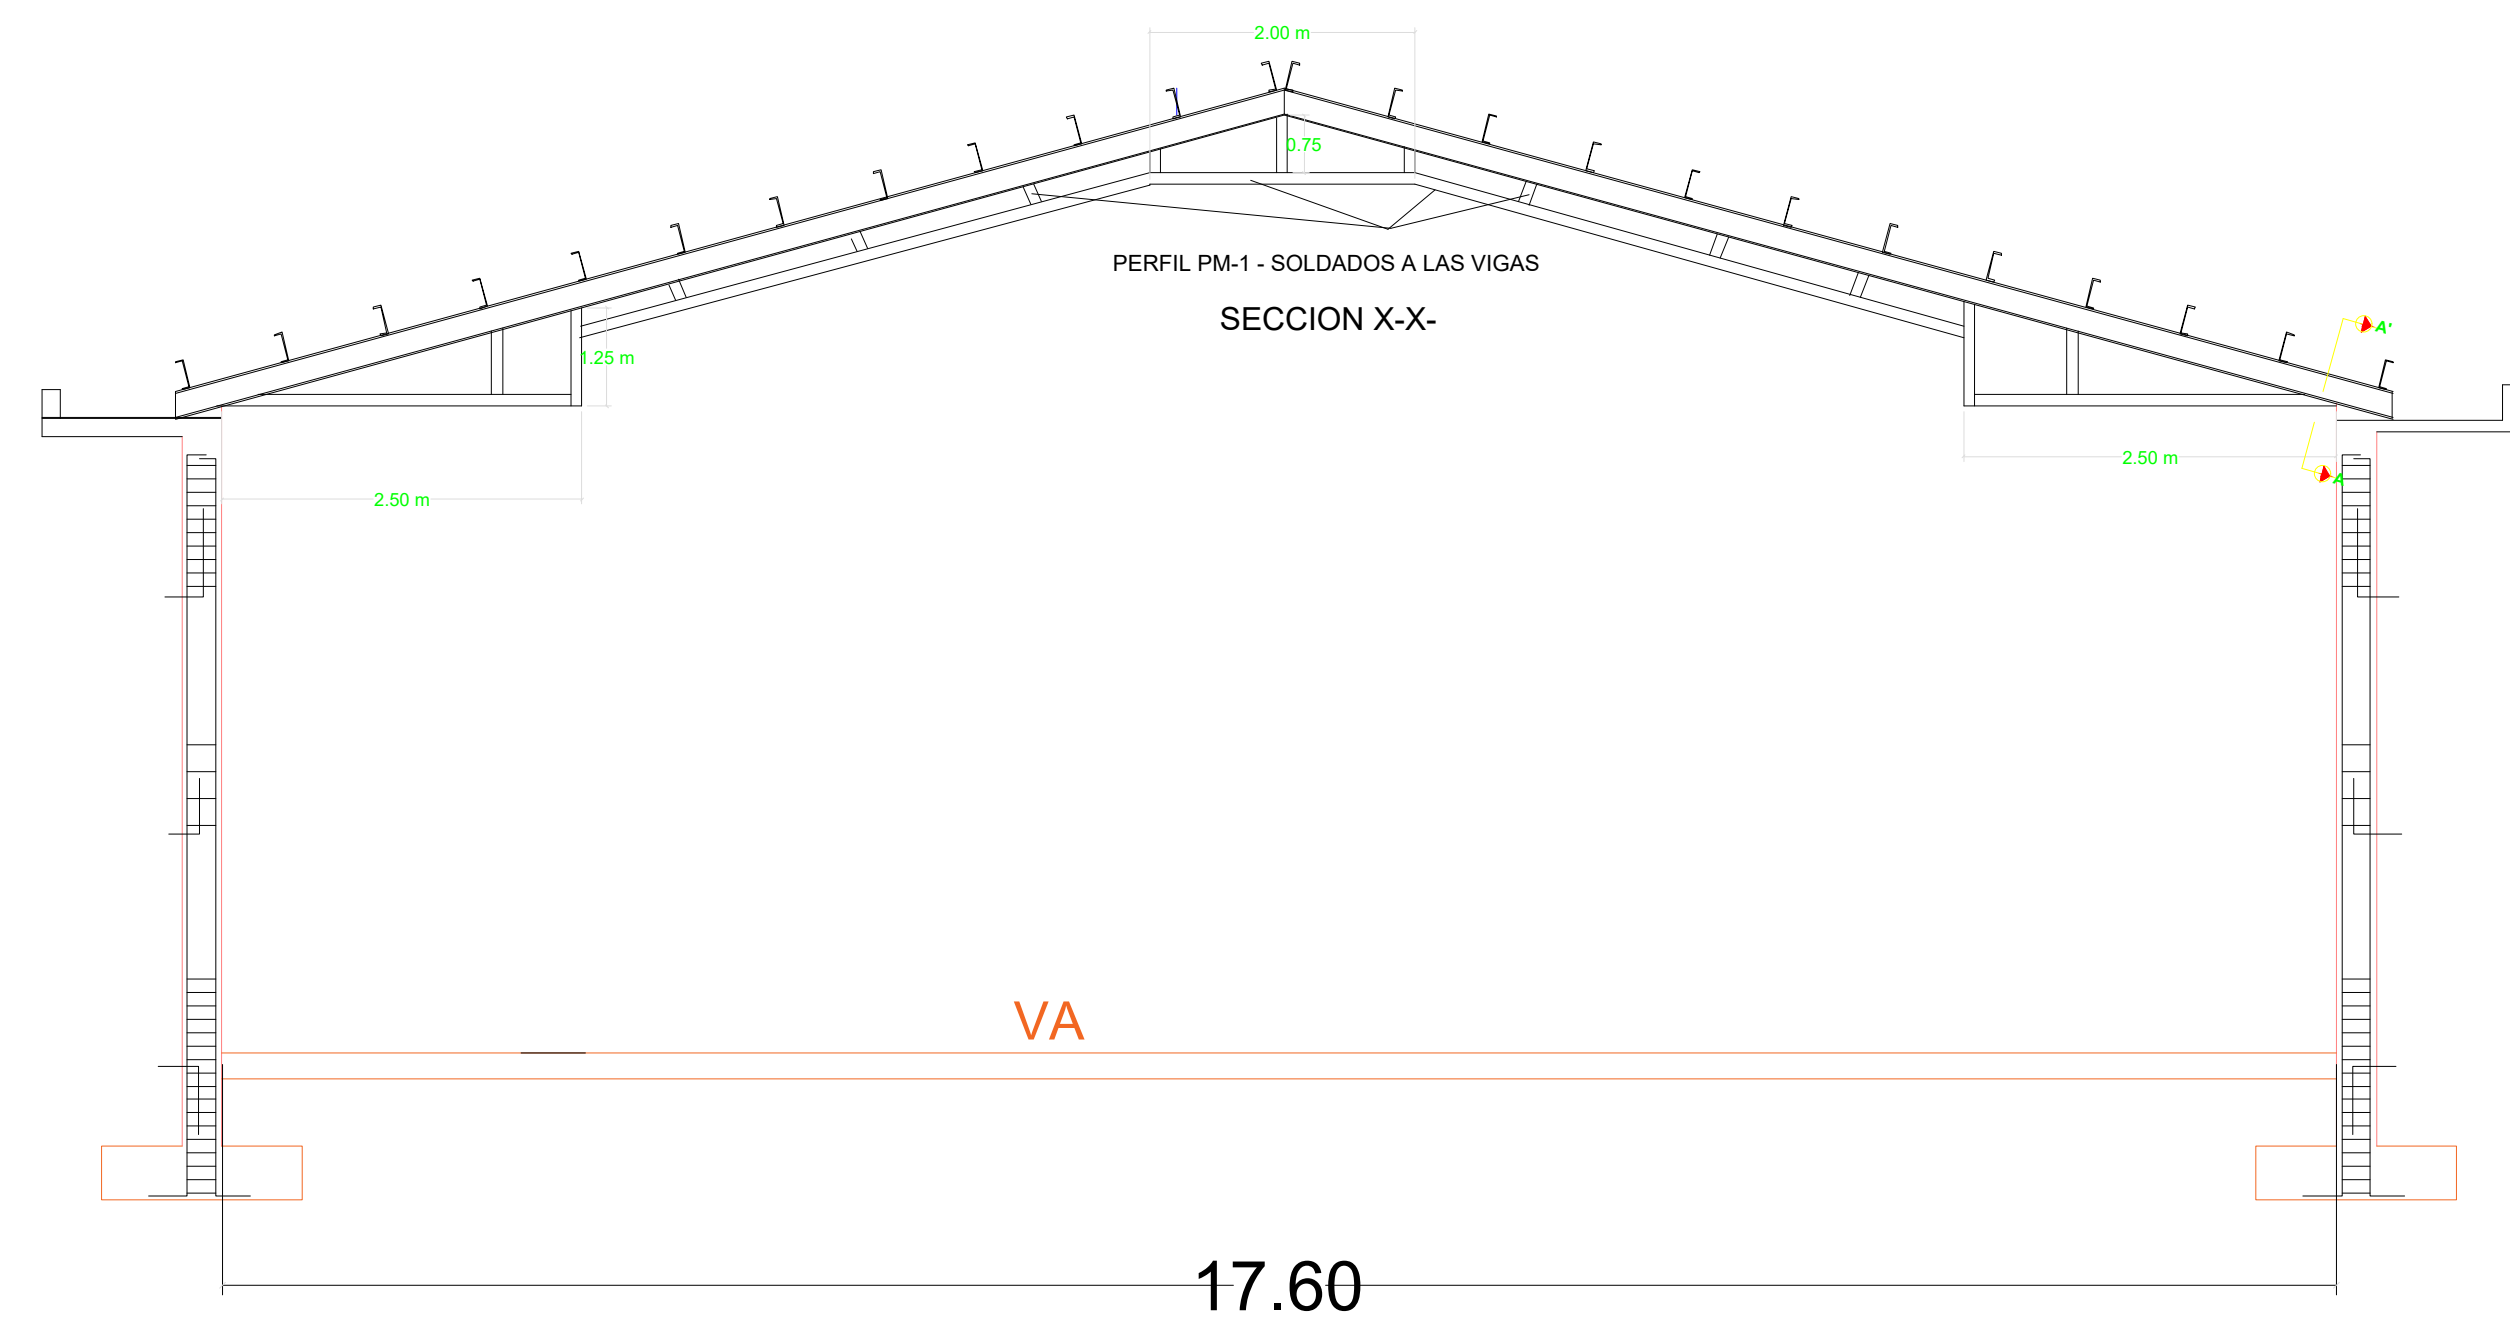 2.00 m
0.75
PERFIL PM-1 - SOLDADOS A LAS VIGAS
SECCION X-X-
A'
1.25 m
2.50 m
A
2.50 m
VA
17.60